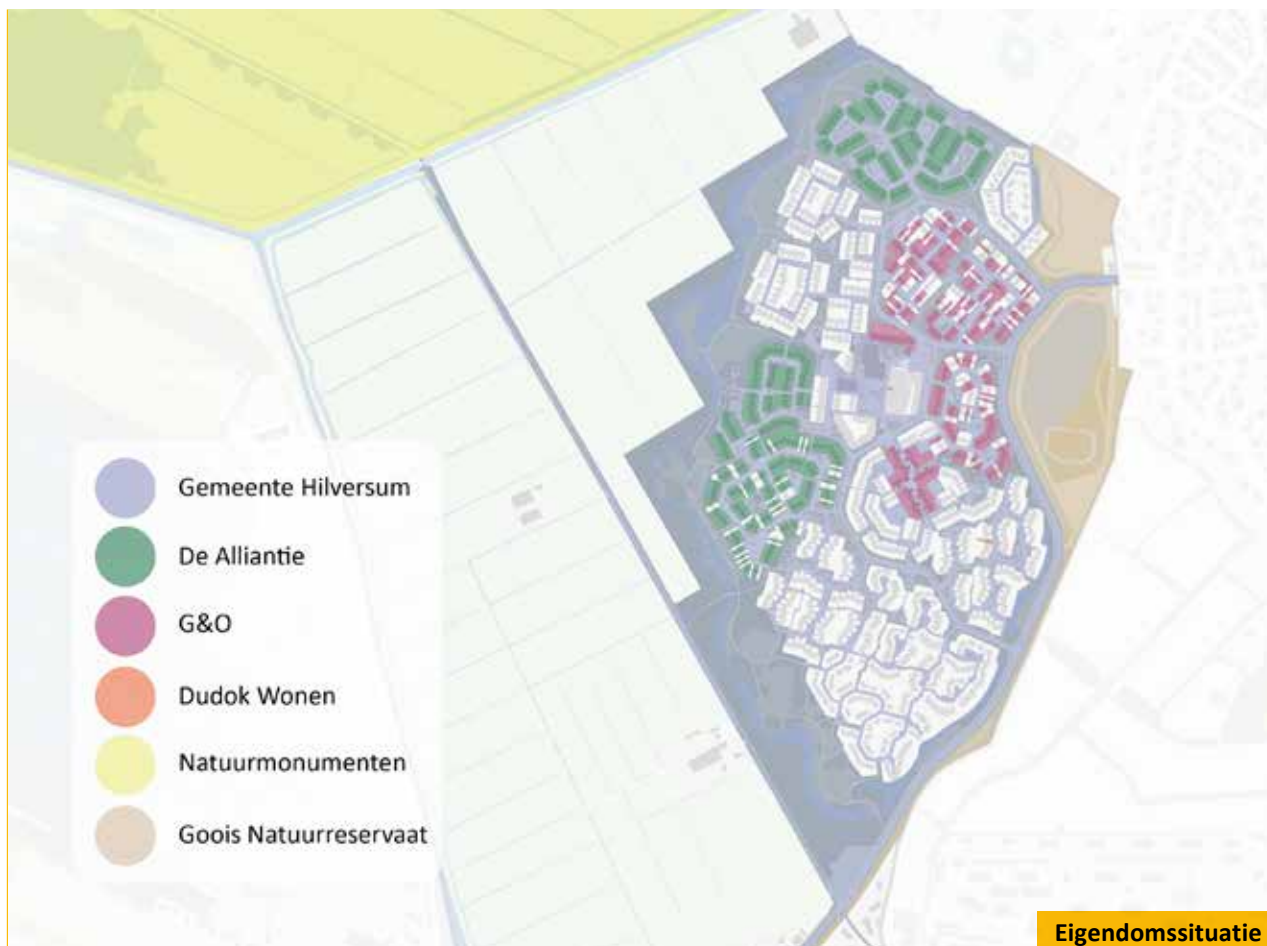 Gemeente Hilversum
De Alliantie
G&O
Dudok Wonen
Natuurmonumenten
Goois Natuurreservaat
Eigendomssituatie